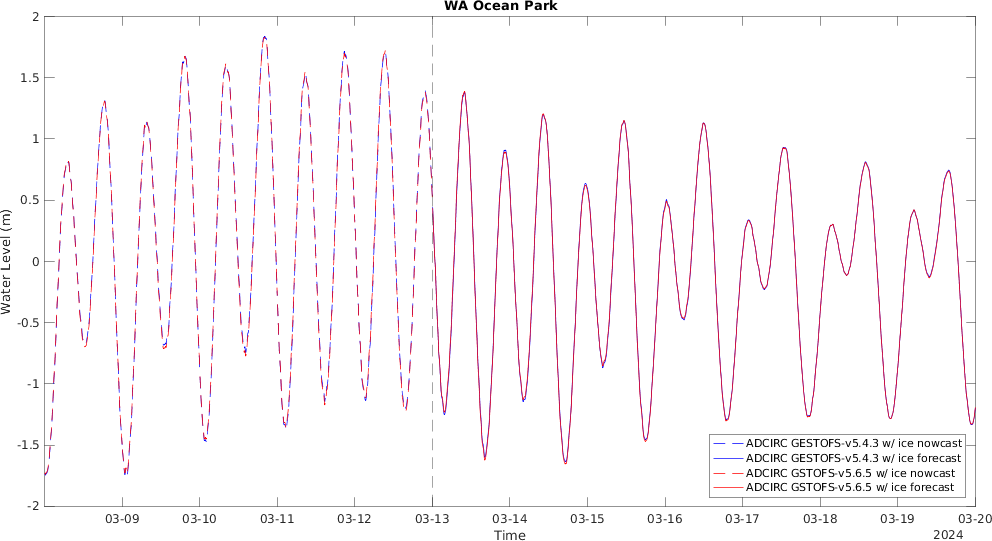 WA Ocean Park
2
1.5
1
0.5
0
-0.5
-1
-1.5
-2
Water Level (m)
03-09 03-10 03-11 03-12 03-13 03-14 03-15 03-16 03-17 03-18 03-19 03-20
Time
2024
ADCIRC GESTOFS-v5.4.3 w/ ice nowcast
ADCIRC GESTOFS-v5.4.3 w/ ice forecast
ADCIRC GSTOFS-v5.6.5 w/ ice nowcast
ADCIRC GSTOFS-v5.6.5 w/ ice forecast